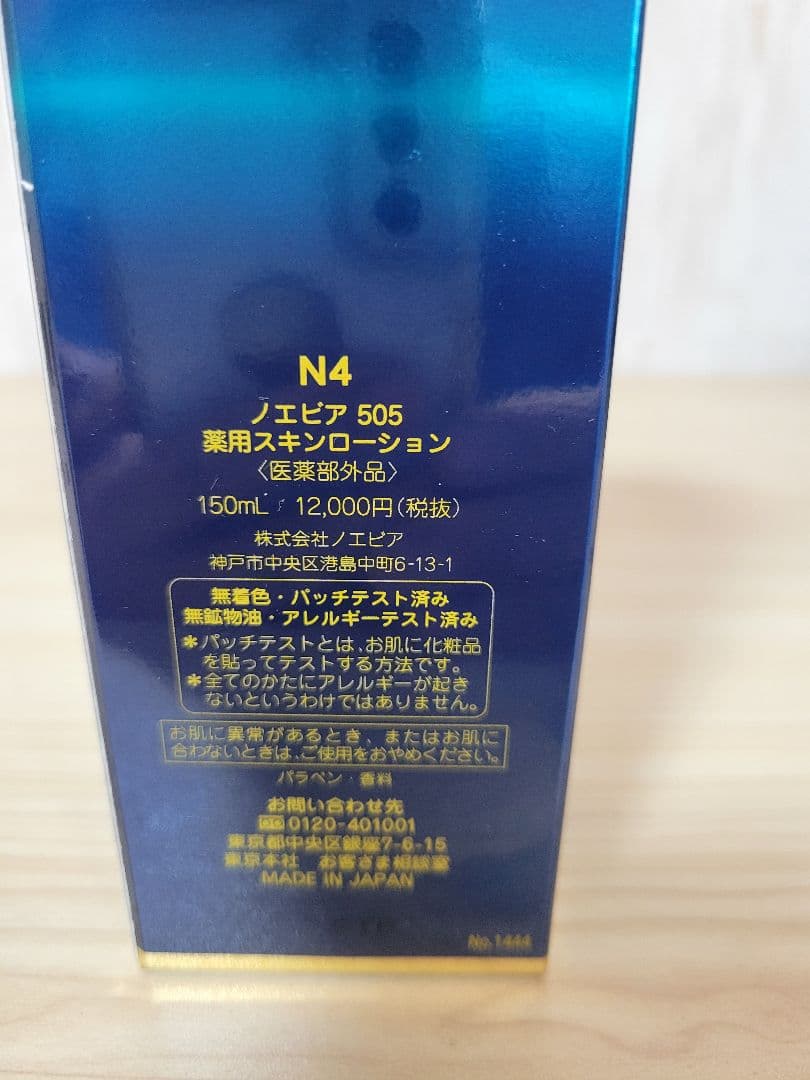 N4
ノエビア 505
薬用スキンローション
〈医薬部外品〉
150mL 12,000円(税抜)
株式会社ノエビア
神戸市中央区港島中町6-13-1
無着色・パッチテスト済み
無鉱物油・アレルギーテスト済み
＊パッチテストとは、お肌に化粧品
を貼ってテストする方法です。
＊全てのかたにアレルギーが起き
ないというわけではありません。
お肌に異常があるとき、またはお肌に
合わないときは、ご使用をおやめください。
パラベン・香料
お問い合わせ先
0120-401001
東京都中央区銀座7-6-15
東京本社 お客さま相談室
MADE IN JAPAN
No.1444